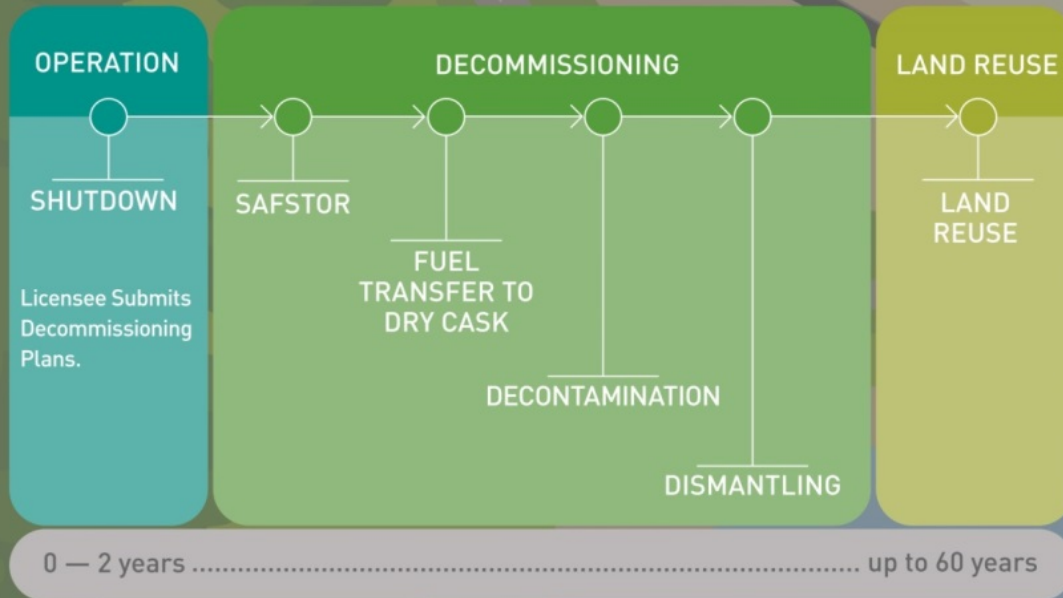 OPERATION
DECOMMISSIONING
LAND REUSE
SHUTDOWN
SAFSTOR
FUEL
TRANSFER TO
DRY CASK
DECONTAMINATION
DISMANTLING
LAND
REUSE
Licensee Submits
Decommissioning
Plans.
0 — 2 years ........................................................................................ up to 60 years